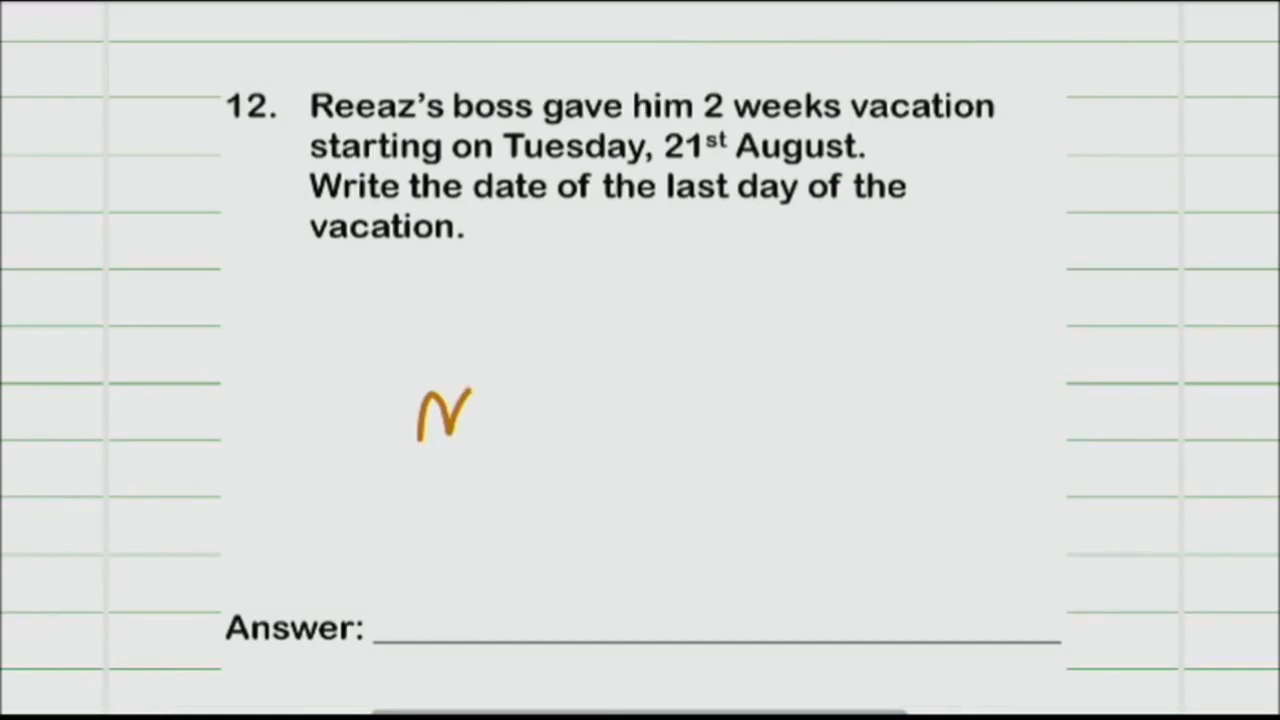 12. Reeaz's boss gave him 2 weeks vacation
starting on Tuesday, 21st August.
Write the date of the last day of the
vacation.
N
Answer: